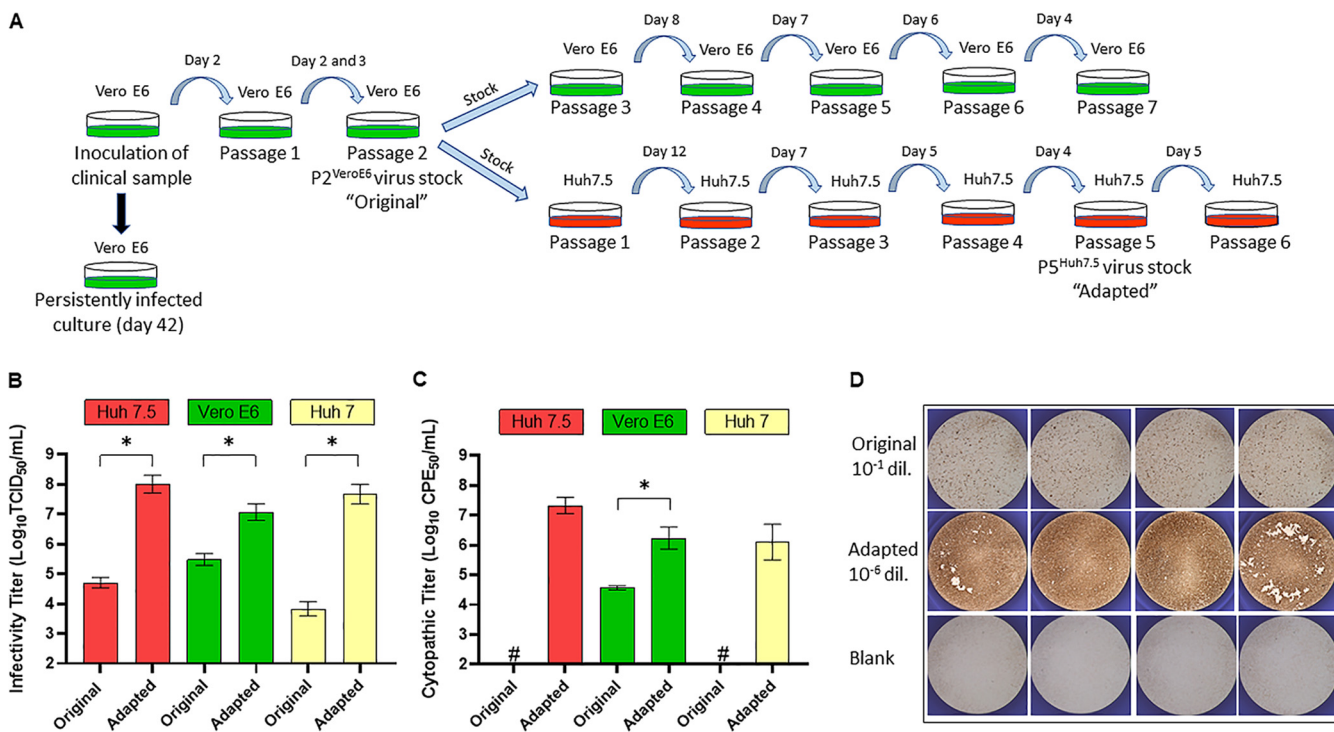 A
Day 2
Day 2 and 3
Vero E6
Vero E6
Vero E6
Inoculation of
clinical sample
Passage 1
Passage 2
P2^VeroE6 virus stock
“Original”
Vero E6
Persistently infected
culture (day 42)
Stock
Stock
Day 8
Day 7
Day 6
Day 4
Vero E6
Vero E6
Vero E6
Vero E6
Vero E6
Passage 3
Passage 4
Passage 5
Passage 6
Passage 7
Day 12
Day 7
Day 5
Day 4
Day 5
Huh7.5
Huh7.5
Huh7.5
Huh7.5
Huh7.5
Huh7.5
Passage 1
Passage 2
Passage 3
Passage 4
Passage 5
Passage 6
P5^Huh7.5 virus stock
“Adapted”
B
Huh 7.5
Vero E6
Huh 7
* * *
Infectivity Titer (Log₁₀TCID₅₀/mL)
9
8
7
6
5
4
3
2
Original
Adapted
Original
Adapted
Original
Adapted
C
Huh 7.5
Vero E6
Huh 7
*
Cytopathic Titer (Log₁₀ CPE₅₀/mL)
9
8
7
6
5
4
3
2
#
#
Original
Adapted
Original
Adapted
Original
Adapted
D
Original
10⁻¹ dil.
Adapted
10⁻⁶ dil.
Blank